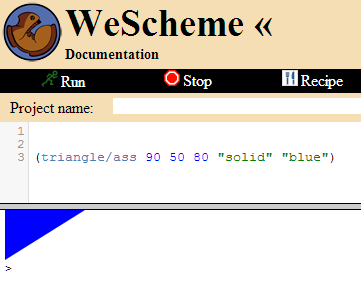 WeScheme «
Documentation
Run Stop Recipe
Project name:
1
2
3 (triangle/ass 90 50 80 "solid" "blue")
>